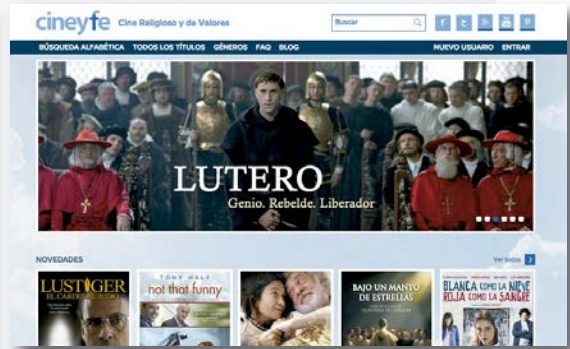 cineyfe Cine Religioso y de Valores
Buscar
BÚSQUEDA ALFABÉTICA TODOS LOS TÍTULOS GÉNEROS FAQ BLOG
NUEVO USUARIO ENTRAR
LUTERO
Genio. Rebelde. Liberador
NOVEDADES
Ver todos
LUSTIGER
EL CARDENAL JUDÍO
TONY HALE
not that funny
BAJO UN MANTO
DE ESTRELLAS
BLANCA COMO LA NIEVE
ROJA COMO LA SANGRE